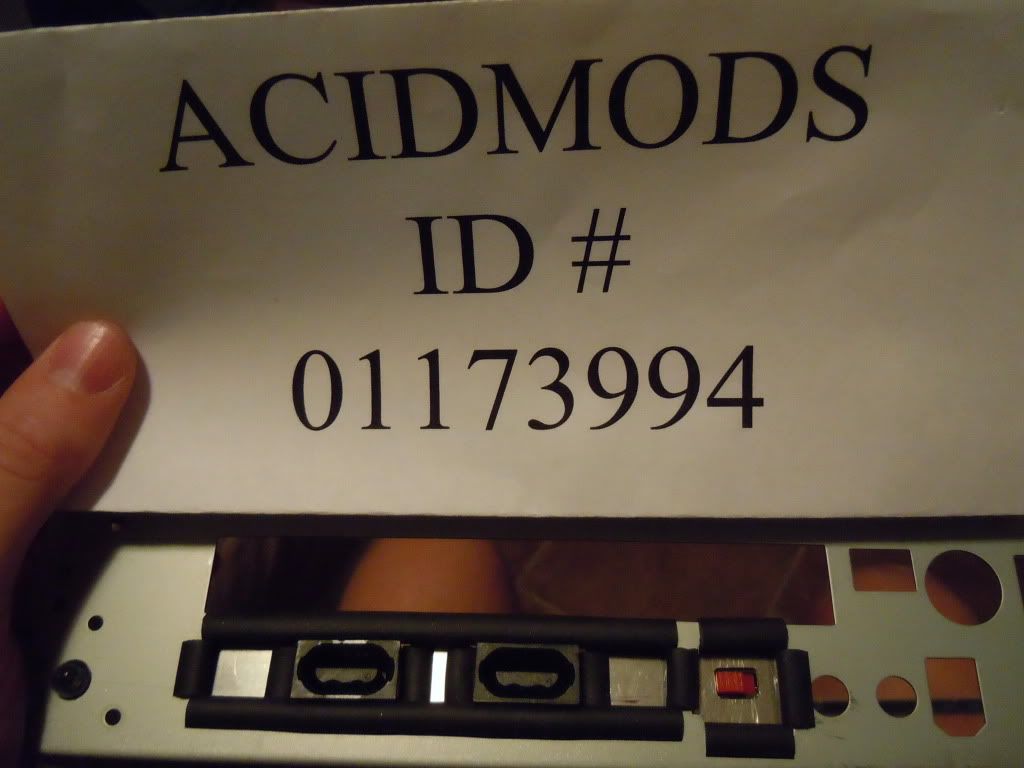 ACIDMODS
ID #
01173994